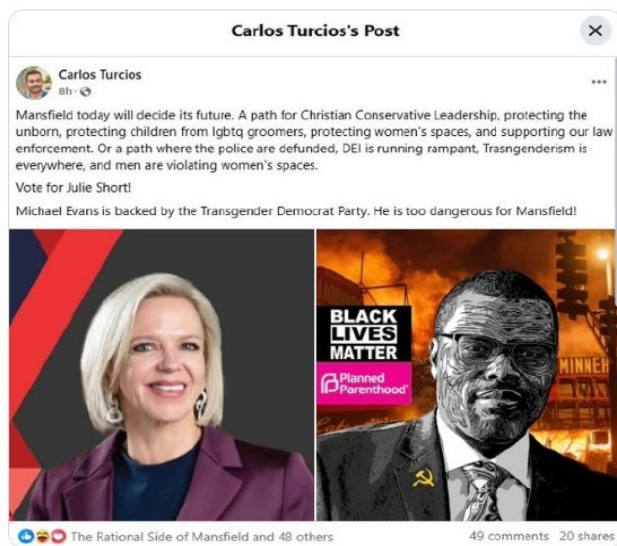 Carlos Turcios's Post
Carlos Turcios
8h
Mansfield today will decide its future. A path for Christian Conservative Leadership, protecting the
unborn, protecting children from lgbtq groomers, protecting women's spaces, and supporting our law
enforcement. Or a path where the police are defunded, DEI is running rampant, Trasngenderism is
everywhere, and men are violating women's spaces.
Vote for Julie Short!
Michael Evans is backed by the Transgender Democrat Party. He is too dangerous for Mansfield!
BLACK
LIVES
MATTER
Planned
Parenthood®
MINNEH
The Rational Side of Mansfield and 48 others
49 comments 20 shares